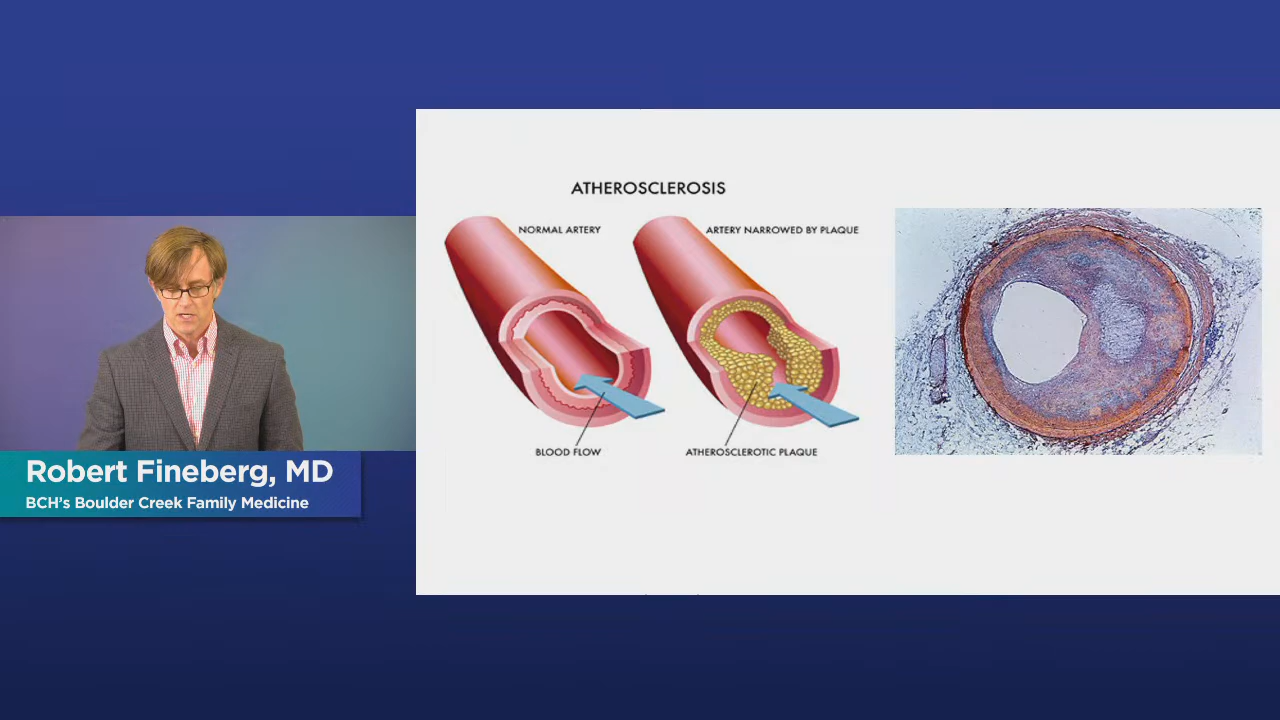 ATHEROSCLEROSIS
NORMAL ARTERY
ARTERY NARROWED BY PLAQUE
BLOOD FLOW
ATHEROSCLEROTIC PLAQUE
Robert Fineberg, MD
BCH's Boulder Creek Family Medicine